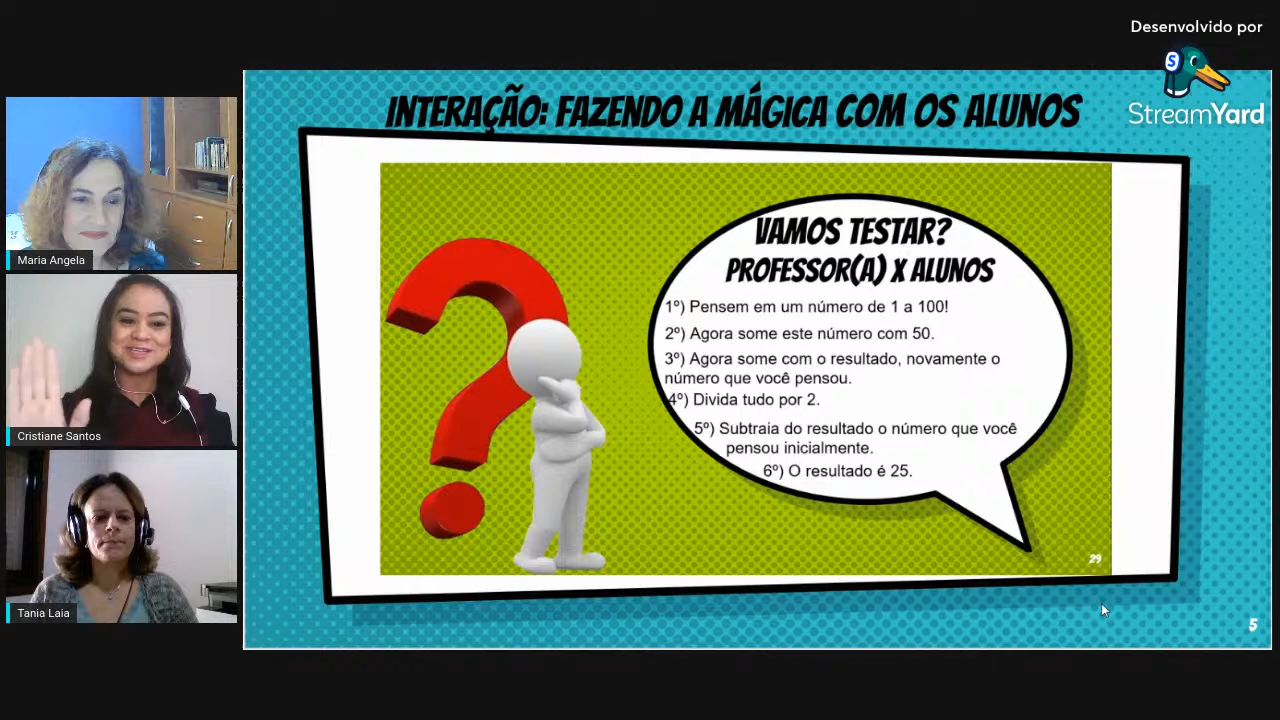 Desenvolvido por
StreamYard
INTERAÇÃO: FAZENDO A MÁGICA COM OS ALUNOS
VAMOS TESTAR?
PROFESSOR(A) X ALUNOS
1º) Pensem em um número de 1 a 100!
2º) Agora some este número com 50.
3º) Agora some com o resultado, novamente o
número que você pensou.
4º) Divida tudo por 2.
5º) Subtraia do resultado o número que você
pensou inicialmente.
6º) O resultado é 25.
29
5
Maria Angela
Cristiane Santos
Tania Laia